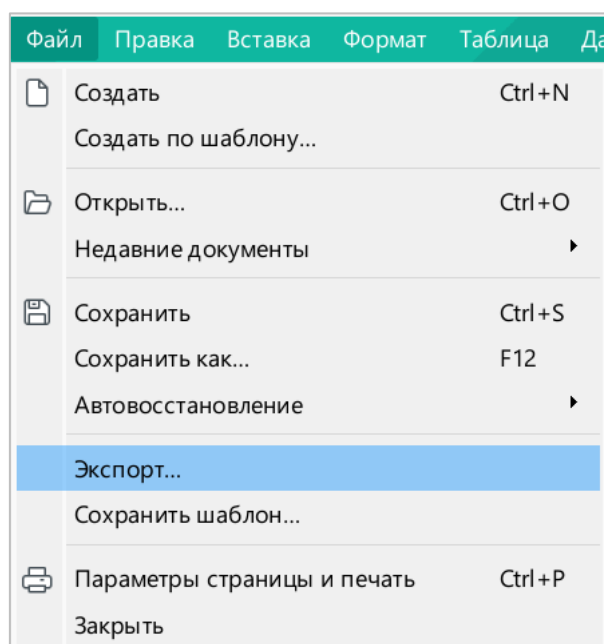 Файл Правка Вставка Формат Таблица Да
Создать Ctrl+N
Создать по шаблону...
Открыть... Ctrl+O
Недавние документы
Сохранить Ctrl+S
Сохранить как... F12
Автовосстановление
Экспорт...
Сохранить шаблон...
Параметры страницы и печать Ctrl+P
Закрыть